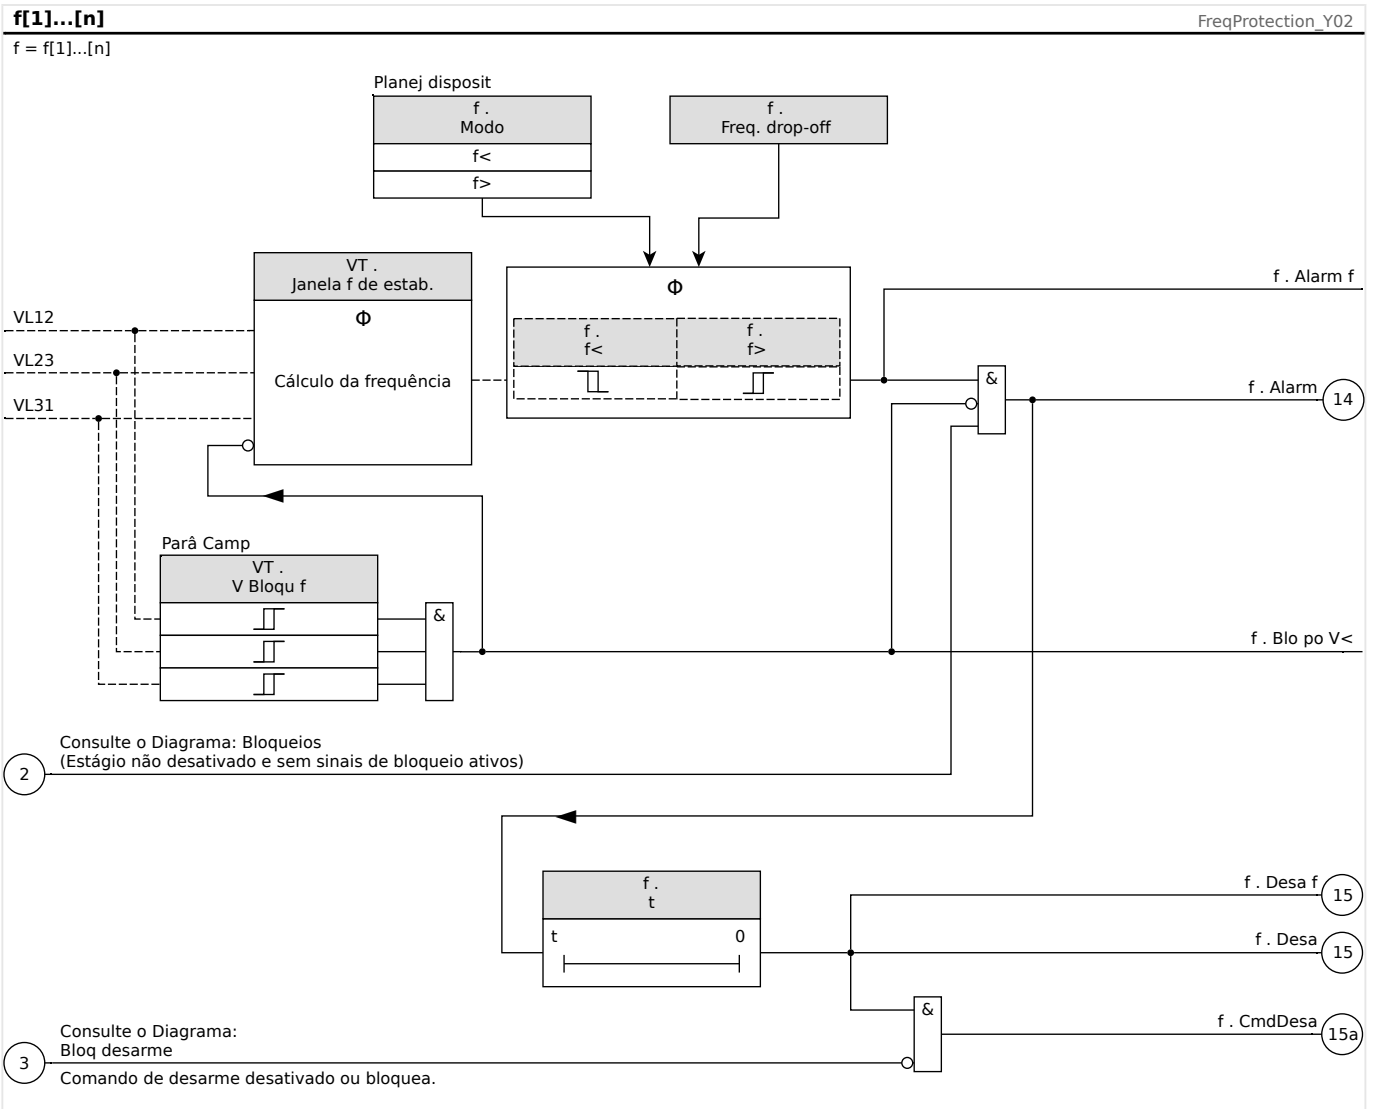 f[1]...[n]
FreqProtection_Y02
f = f[1]...[n]
Planej disposit
f .
Modo
f<
f>
f .
Freq. drop-off
VT .
Janela f de estab.
Φ
Cálculo da frequência
VL12
VL23
VL31
Φ
f .
f<
f .
f>
f . Alarm f
&
f . Alarm
14
Parâ Camp
VT .
V Bloqu f
&
f . Blo po V<
2
Consulte o Diagrama: Bloqueios
(Estágio não desativado e sem sinais de bloqueio ativos)
f .
t
t
0
f . Desa f
15
f . Desa
15
&
f . CmdDesa
15a
3
Consulte o Diagrama:
Bloq desarme
Comando de desarme desativado ou bloquea.